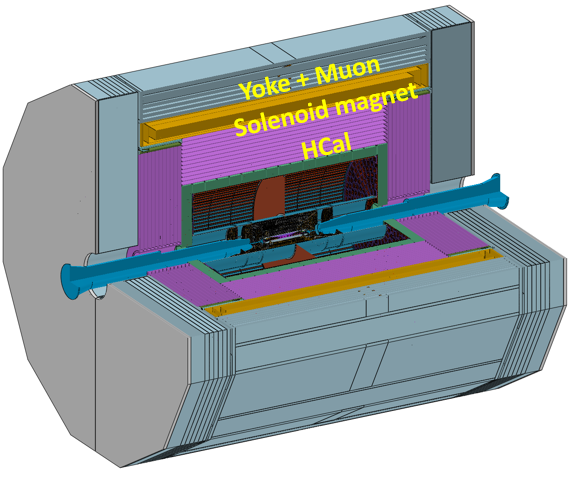 Yoke + Muon
Solenoid magnet
HCal